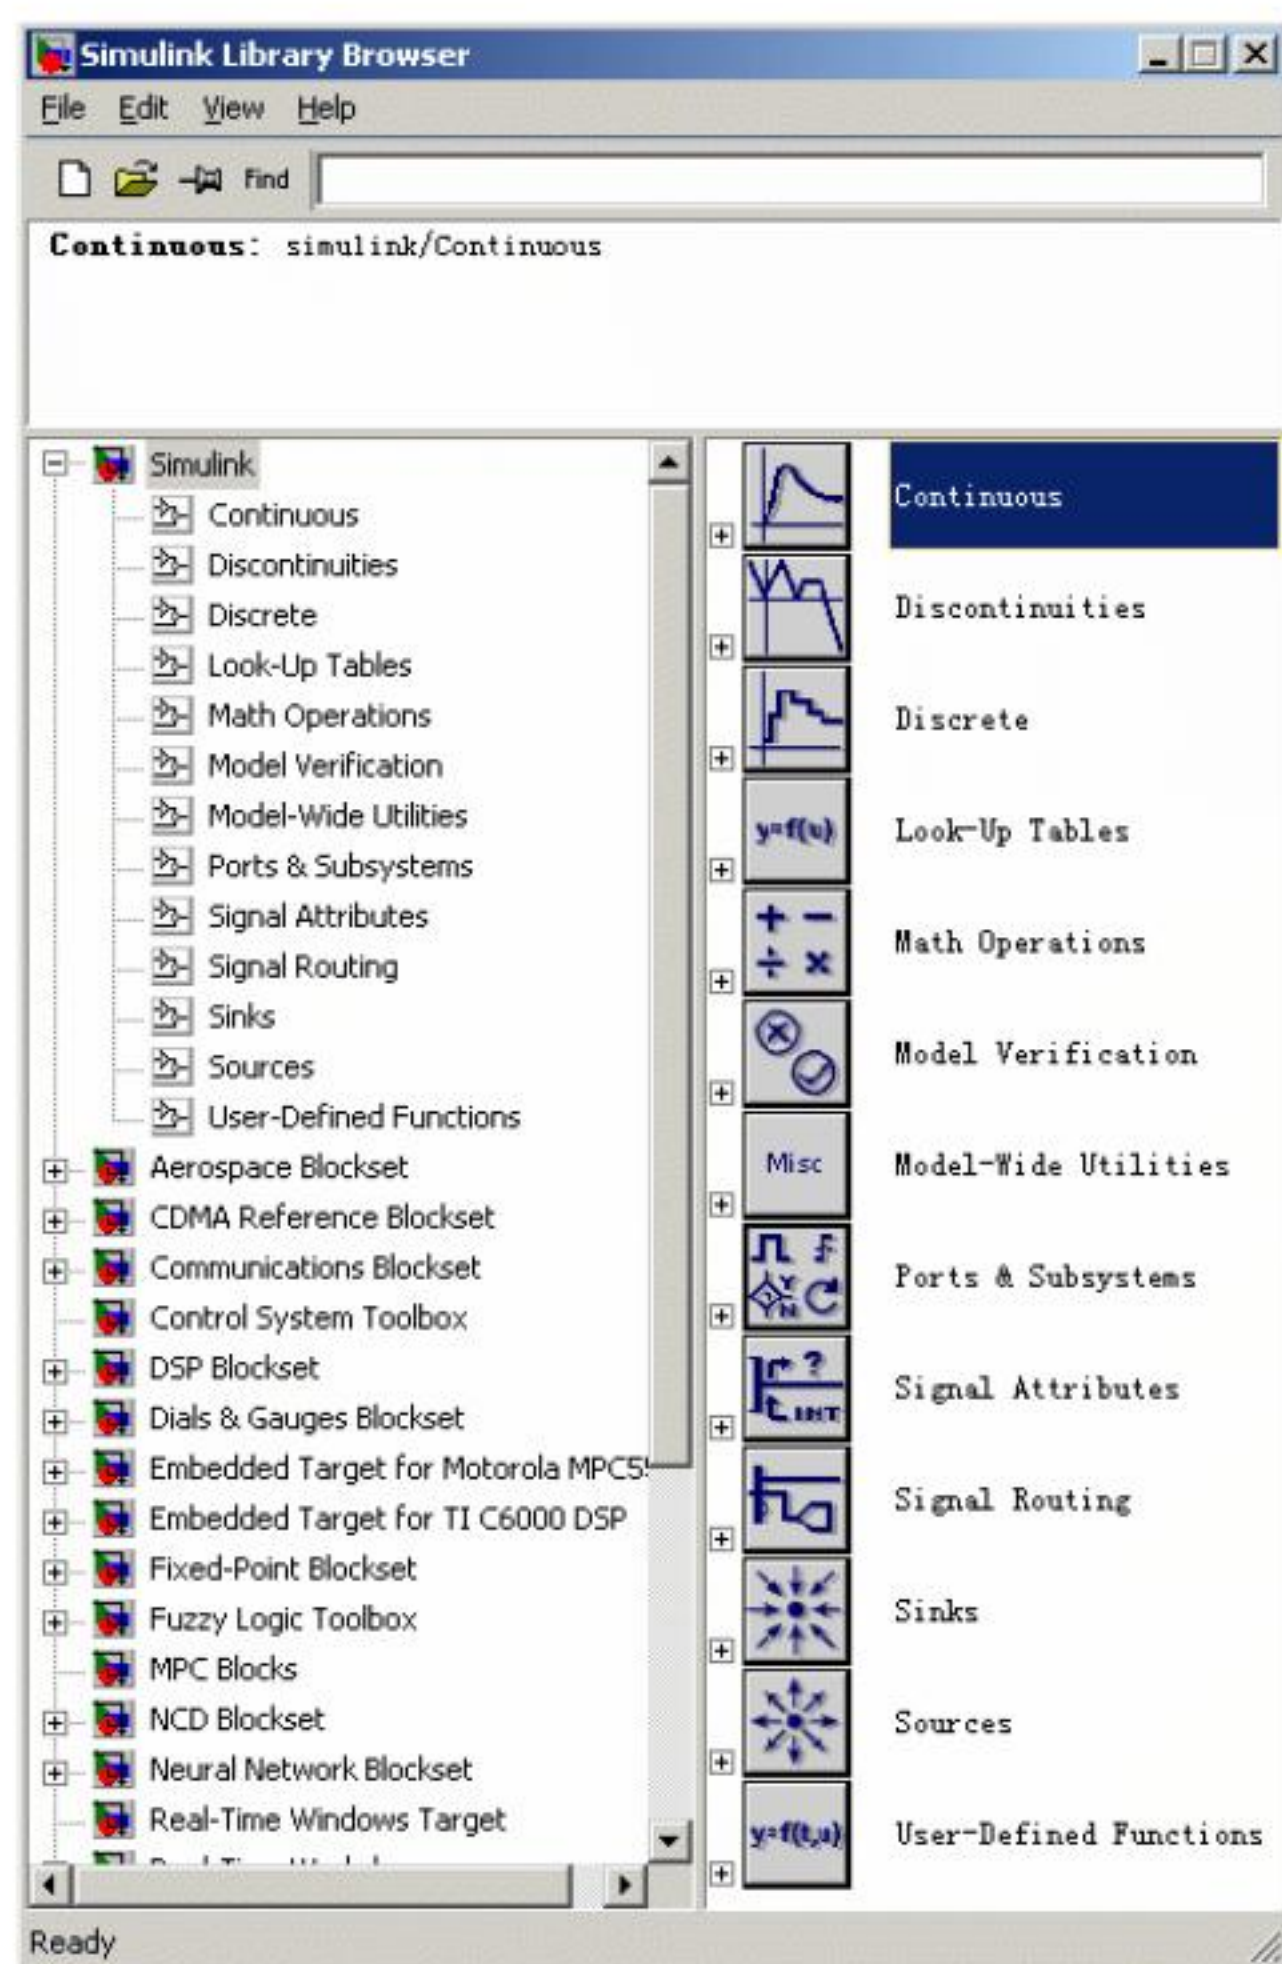 Simulink Library Browser
File Edit View Help
Find
Continuous: simulink/Continuous
Simulink
Continuous
Discontinuities
Discrete
Look-Up Tables
Math Operations
Model Verification
Model-Wide Utilities
Ports & Subsystems
Signal Attributes
Signal Routing
Sinks
Sources
User-Defined Functions
Aerospace Blockset
CDMA Reference Blockset
Communications Blockset
Control System Toolbox
DSP Blockset
Dials & Gauges Blockset
Embedded Target for Motorola
Embedded Target for TI C6000 DSP
Fixed-Point Blockset
Fuzzy Logic Toolbox
MPC Blocks
NCD Blockset
Neural Network Blockset
Real-Time Windows Target
Continuous
Discontinuities
Discrete
y=f(u) Look-Up Tables
+ − ÷ × Math Operations
Model Verification
Misc Model-Wide Utilities
Y
N
Ports & Subsystems
?
INT
Signal Attributes
Signal Routing
Sinks
Sources
y=f(t,u) User-Defined Functions
Ready